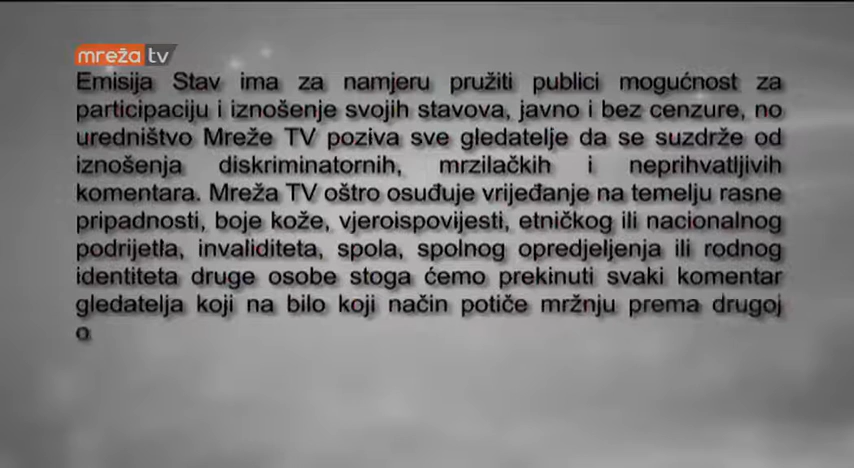 mreža tv
Emisija Stav ima za namjeru pružiti publici mogućnost za
participaciju i iznošenje svojih stavova, javno i bez cenzure, no
uredništvo Mreže TV poziva sve gledatelje da se suzdrže od
iznošenja diskriminatornih, mrzilačkih i neprihvatljivih
komentara. Mreža TV oštro osuđuje vrijeđanje na temelju rasne
pripadnosti, boje kože, vjeroispovijesti, etničkog ili nacionalnog
podrijetla, invaliditeta, spola, spolnog opredjeljenja ili rodnog
identiteta druge osobe stoga ćemo prekinuti svaki komentar
gledatelja koji na bilo koji način potiče mržnju prema drugoj
o